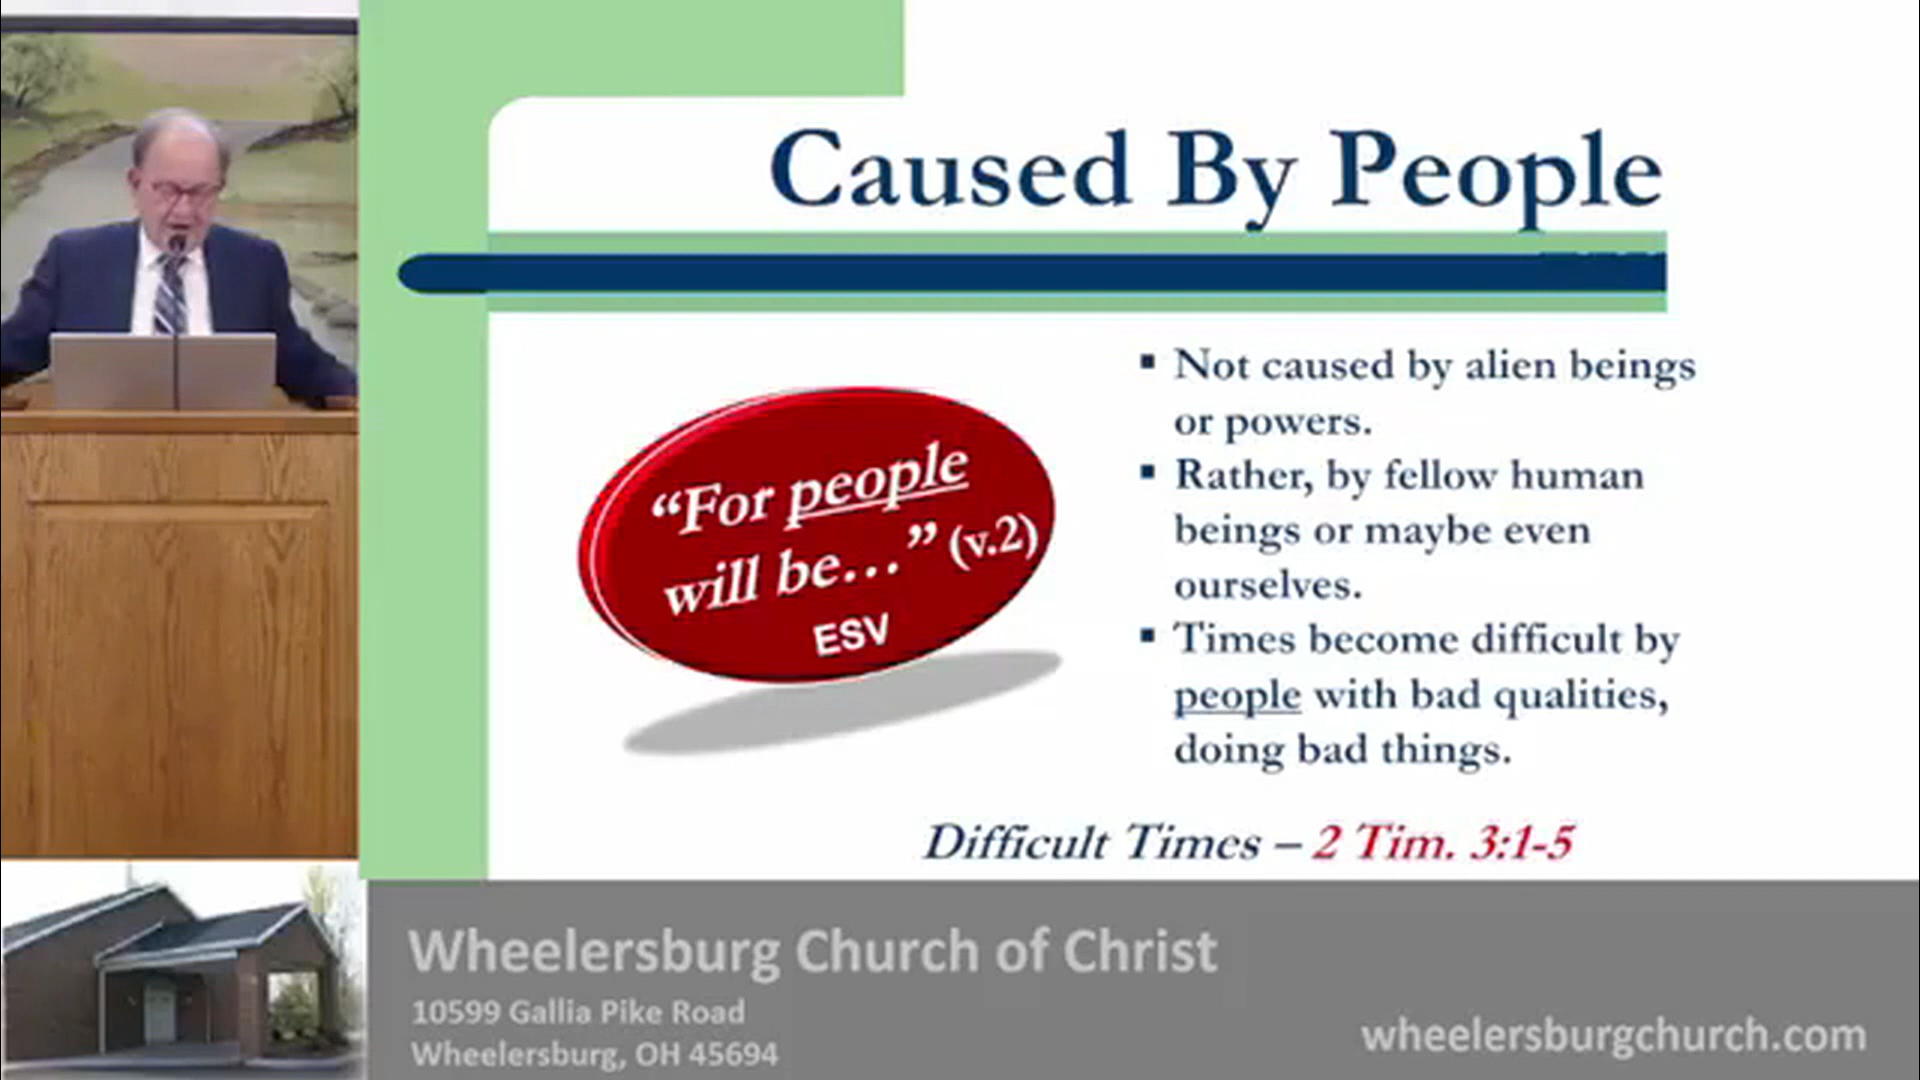 Caused By People
“For people
will be…” (v.2)
ESV
▪ Not caused by alien beings
or powers.
▪ Rather, by fellow human
beings or maybe even
ourselves.
▪ Times become difficult by
people with bad qualities,
doing bad things.
Difficult Times – 2 Tim. 3:1-5
Wheelersburg Church of Christ
10599 Gallia Pike Road
Wheelersburg, OH 45694
wheelersburgchurch.com